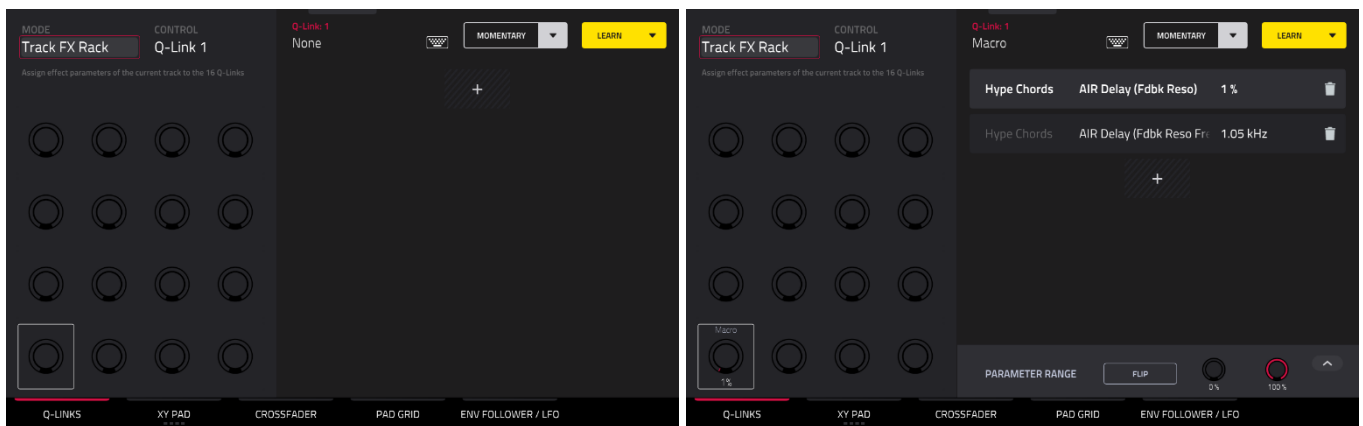 MODE CONTROL
Track FX Rack Q-Link 1
Assign effect parameters of the current track to the 16 Q-Links
Q-Link: 1
None
MOMENTARY LEARN
+
Q-LINKS XY PAD CROSSFADER PAD GRID ENV FOLLOWER / LFO
MODE CONTROL
Track FX Rack Q-Link 1
Assign effect parameters of the current track to the 16 Q-Links
Macro
1%
Q-Link: 1
Macro
MOMENTARY LEARN
Hype Chords AIR Delay (Fdbk Reso) 1 %
Hype Chords AIR Delay (Fdbk Reso Fr 1.05 kHz
+
PARAMETER RANGE FLIP 0% 100%
Q-LINKS XY PAD CROSSFADER PAD GRID ENV FOLLOWER / LFO